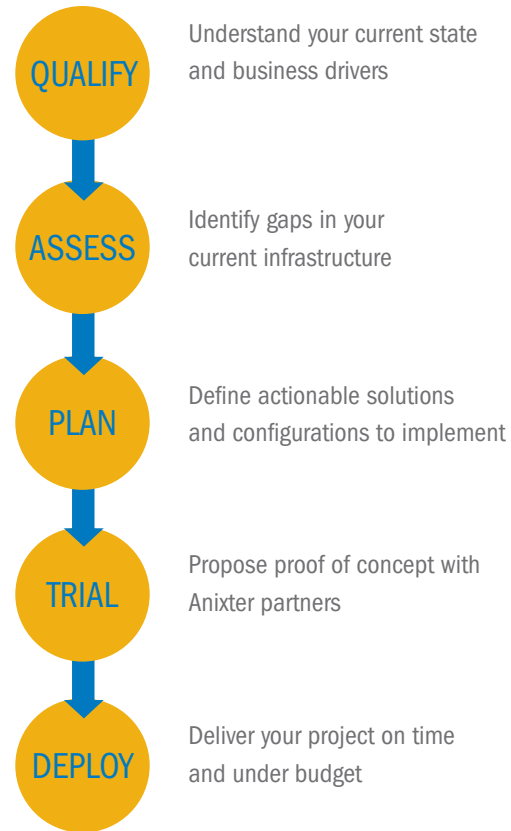 QUALIFY
Understand your current state
and business drivers
ASSESS
Identify gaps in your
current infrastructure
PLAN
Define actionable solutions
and configurations to implement
TRIAL
Propose proof of concept with
Anixter partners
DEPLOY
Deliver your project on time
and under budget